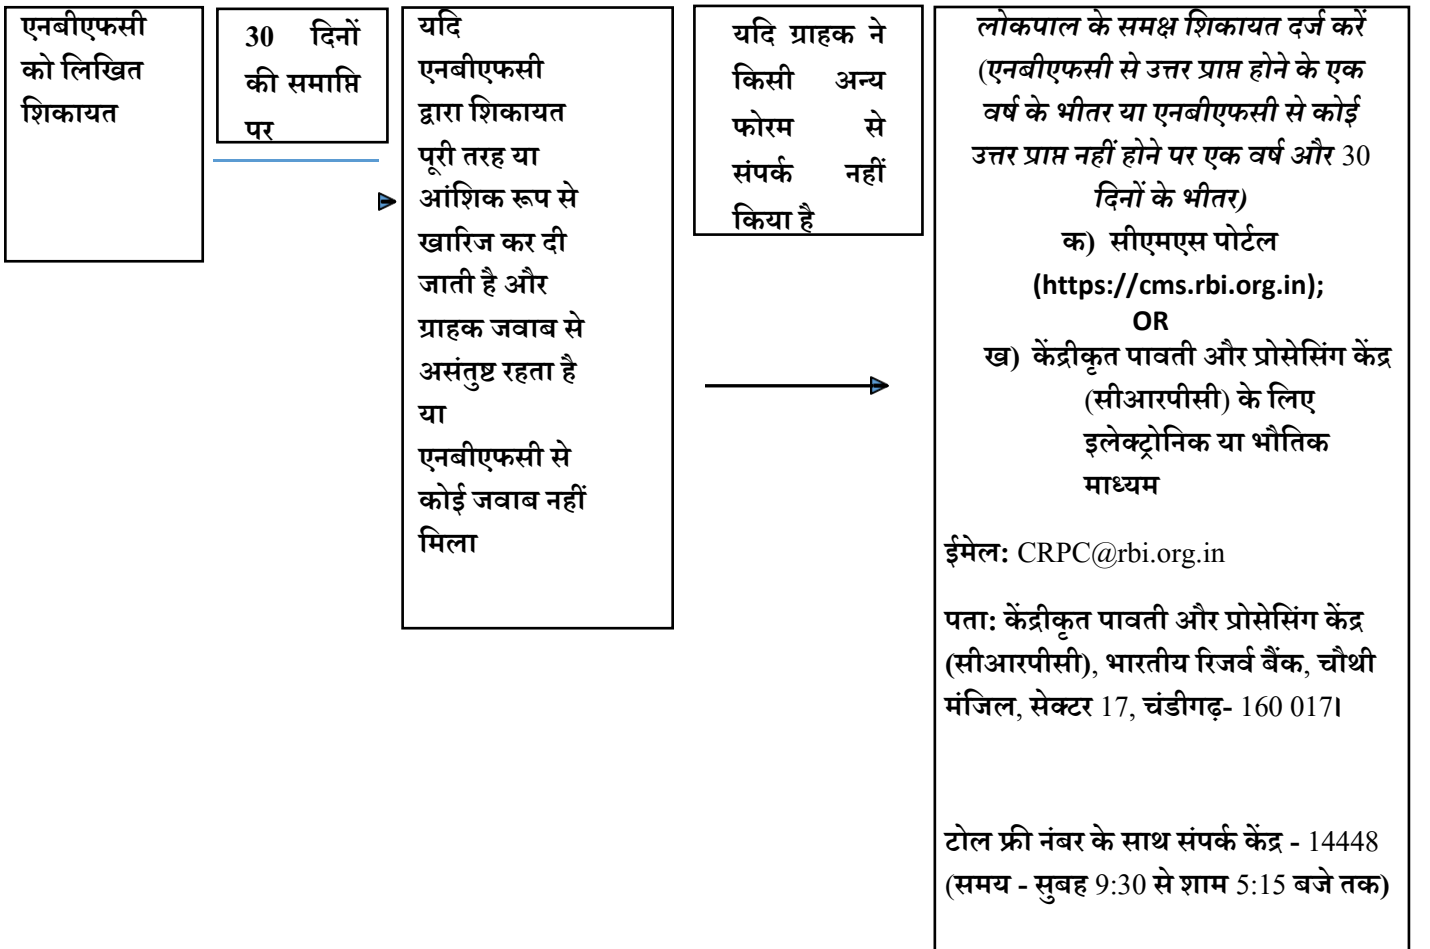 एनबीएफसी
को लिखित
शिकायत
30 दिनों
की समाप्ति
पर
यदि
एनबीएफसी
द्वारा शिकायत
पूरी तरह या
आंशिक रूप से
खारिज कर दी
जाती है और
ग्राहक जवाब से
असंतुष्ट रहता है
या
एनबीएफसी से
कोई जवाब नहीं
मिला
यदि ग्राहक ने
किसी अन्य
फोरम से
संपर्क नहीं
किया है
लोकपाल के समक्ष शिकायत दर्ज करें
(एनबीएफसी से उत्तर प्राप्त होने के एक
वर्ष के भीतर या एनबीएफसी से कोई
उत्तर प्राप्त नहीं होने पर एक वर्ष और 30
दिनों के भीतर)
क) सीएमएस पोर्टल
(https://cms.rbi.org.in);
OR
ख) केंद्रीकृत पावती और प्रोसेसिंग केंद्र
(सीआरपीसी) के लिए
इलेक्ट्रोनिक या भौतिक
माध्यम
ईमेल: CRPC@rbi.org.in
पता: केंद्रीकृत पावती और प्रोसेसिंग केंद्र
(सीआरपीसी), भारतीय रिजर्व बैंक, चौथी
मंजिल, सेक्टर 17, चंडीगढ़- 160 017।
टोल फ्री नंबर के साथ संपर्क केंद्र - 14448
(समय - सुबह 9:30 से शाम 5:15 बजे तक)